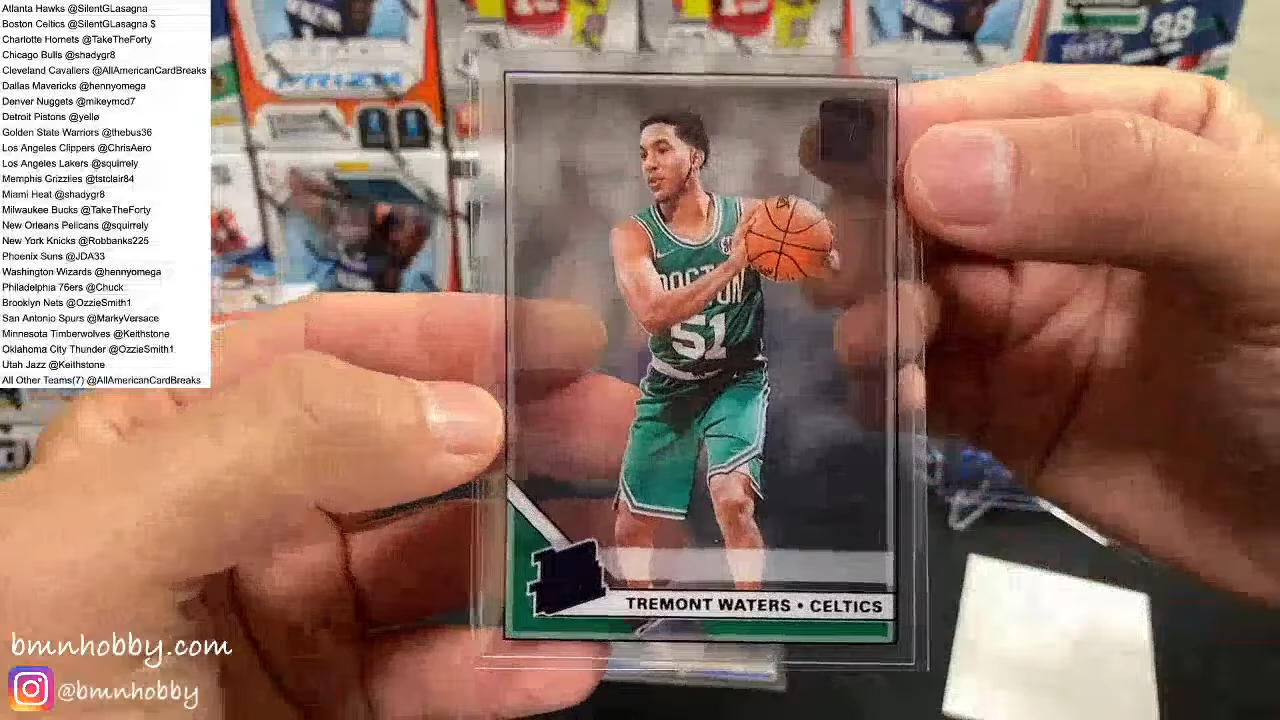 Atlanta Hawks @SilentGLasagna
Boston Celtics @SilentGLasagna $
Charlotte Hornets @TakeTheForty
Chicago Bulls @shadygr8
Cleveland Cavaliers @AllAmericanCardBreaks
Dallas Mavericks @hennyomega
Denver Nuggets @mikeymcd7
Detroit Pistons @yellø
Golden State Warriors @thebus36
Los Angeles Clippers @ChrisAero
Los Angeles Lakers @squirrely
Memphis Grizzlies @tstclair84
Miami Heat @shadygr8
Milwaukee Bucks @TakeTheForty
New Orleans Pelicans @squirrely
New York Knicks @Robbanks225
Phoenix Suns @JDA33
Washington Wizards @hennyomega
Philadelphia 76ers @Chuck
Brooklyn Nets @OzzieSmith1
San Antonio Spurs @MarkyVersace
Minnesota Timberwolves @Keithstone
Oklahoma City Thunder @OzzieSmith1
Utah Jazz @Keithstone
All Other Teams(7) @AllAmericanCardBreaks
BOSTON
51
TREMONT WATERS • CELTICS
bmnhobby.com
@bmnhobby